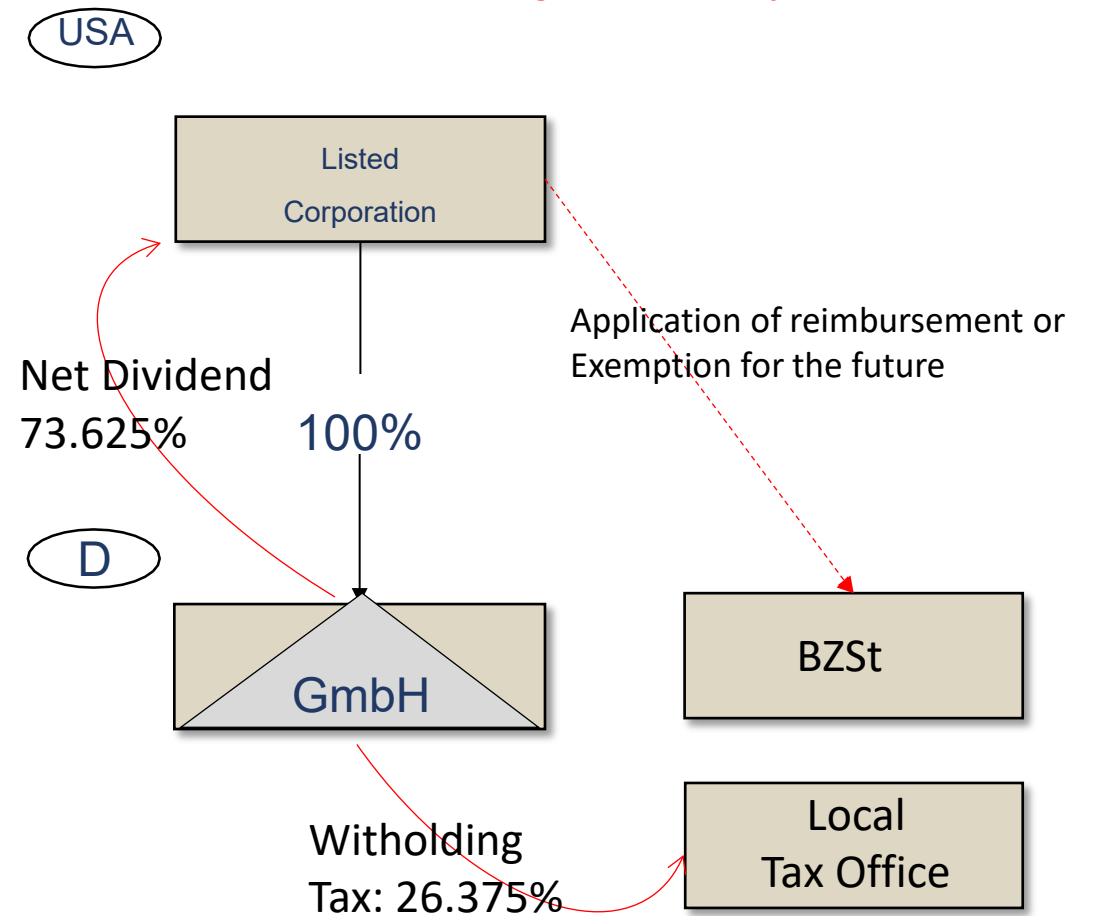 USA
Listed
Corporation
Application of reimbursement or
Exemption for the future
Net Dividend
73.625%
100%
D
GmbH
BZSt
Local
Tax Office
Witholding
Tax: 26.375%